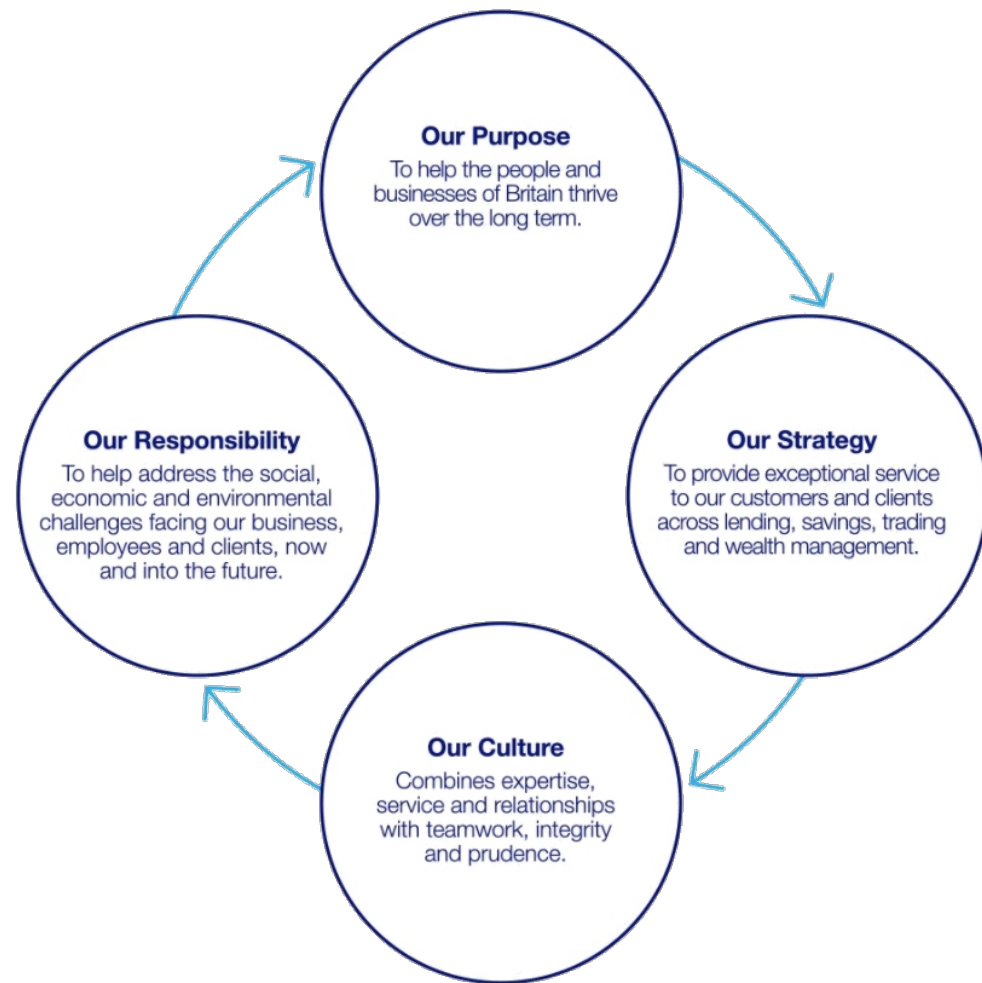 Our Purpose
To help the people and
businesses of Britain thrive
over the long term.
Our Strategy
To provide exceptional service
to our customers and clients
across lending, savings, trading
and wealth management.
Our Culture
Combines expertise,
service and relationships
with teamwork, integrity
and prudence.
Our Responsibility
To help address the social,
economic and environmental
challenges facing our business,
employees and clients, now
and into the future.